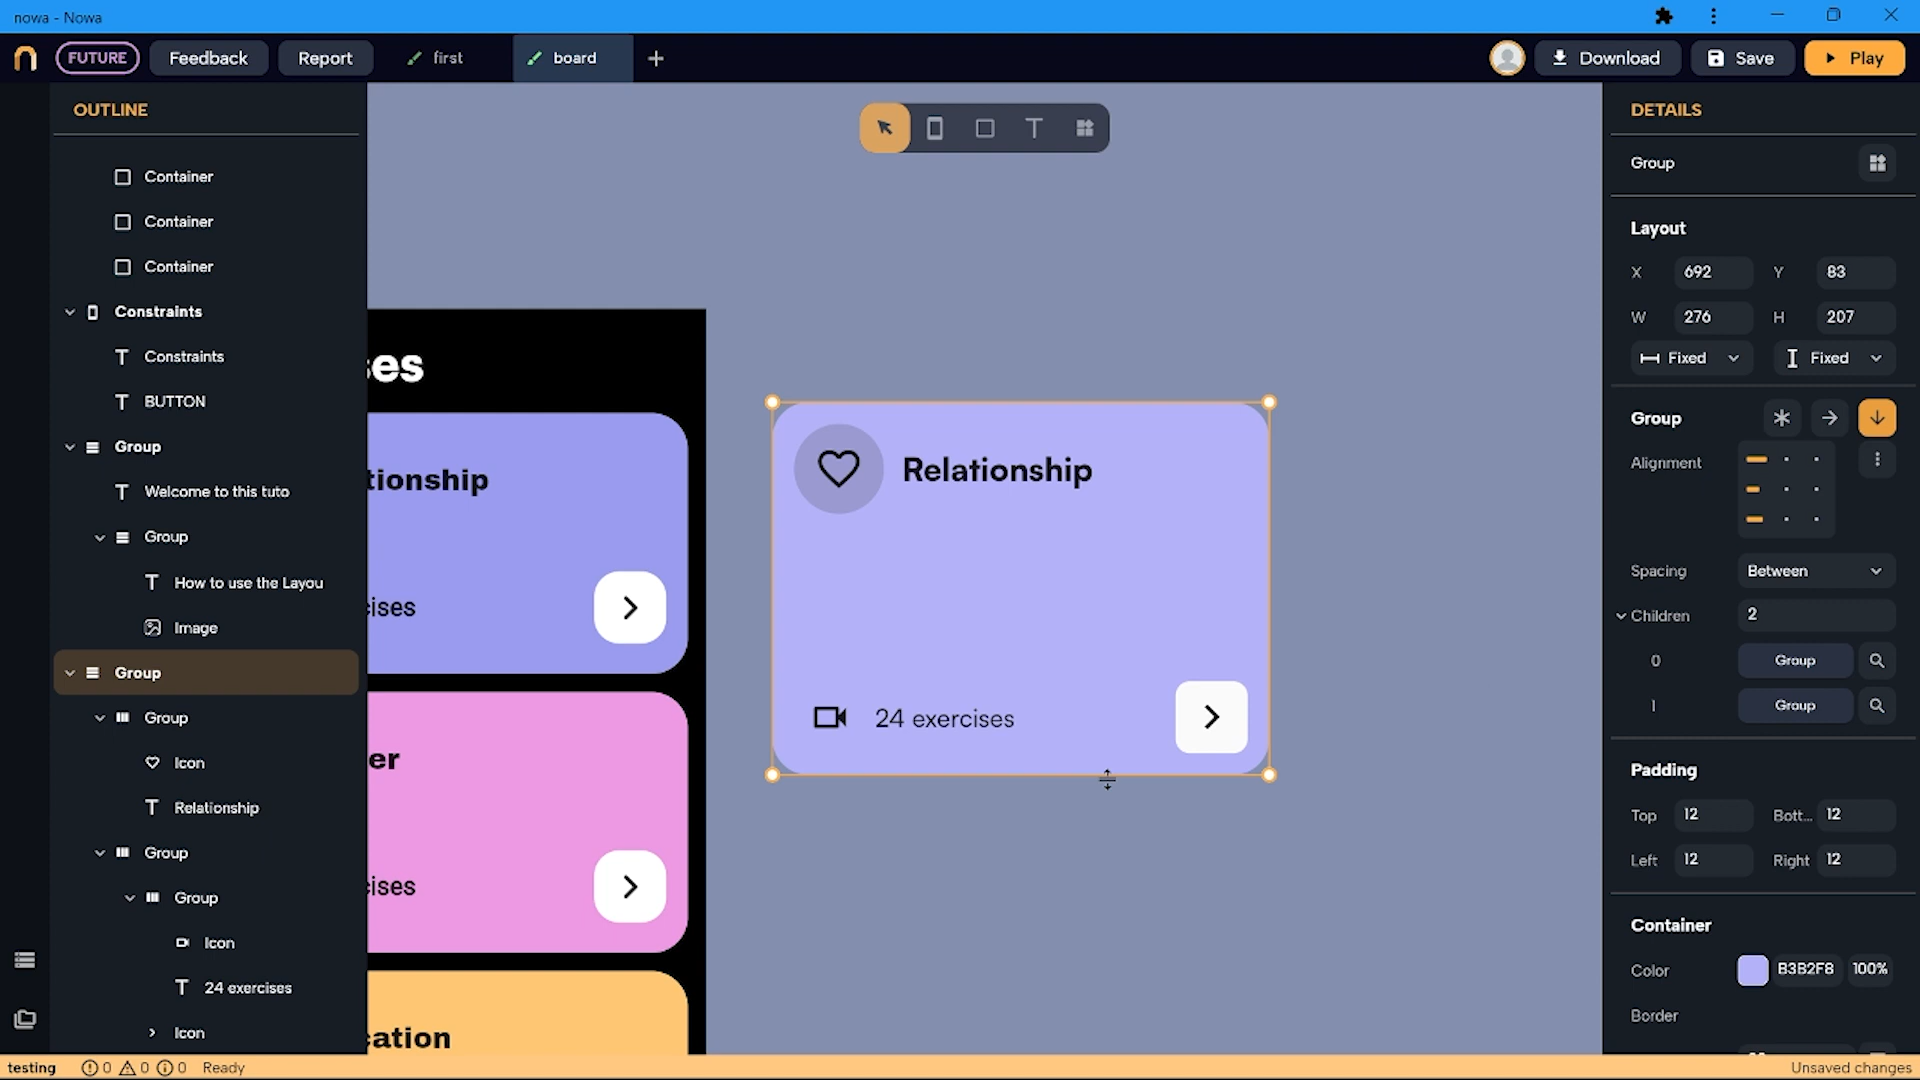 nowa - Nowa
FUTURE
Feedback
Report
first
board
Download
Save
Play
OUTLINE
Container
Container
Container
Constraints
Constraints
BUTTON
Group
Welcome to this tuto
Group
How to use the Layou
Image
Group
Group
Icon
Relationship
Group
Group
Icon
24 exercises
Icon
ses
tionship
cises
er
cises
cation
Relationship
24 exercises
DETAILS
Group
Layout
X 692 Y 83
W 276 H 207
Fixed Fixed
Group
Alignment
Spacing Between
Children 2
0 Group
1 Group
Padding
Top 12 Bott... 12
Left 12 Right 12
Container
Color B3B2F8 100%
Border
testing 0 0 0 Ready
Unsaved changes